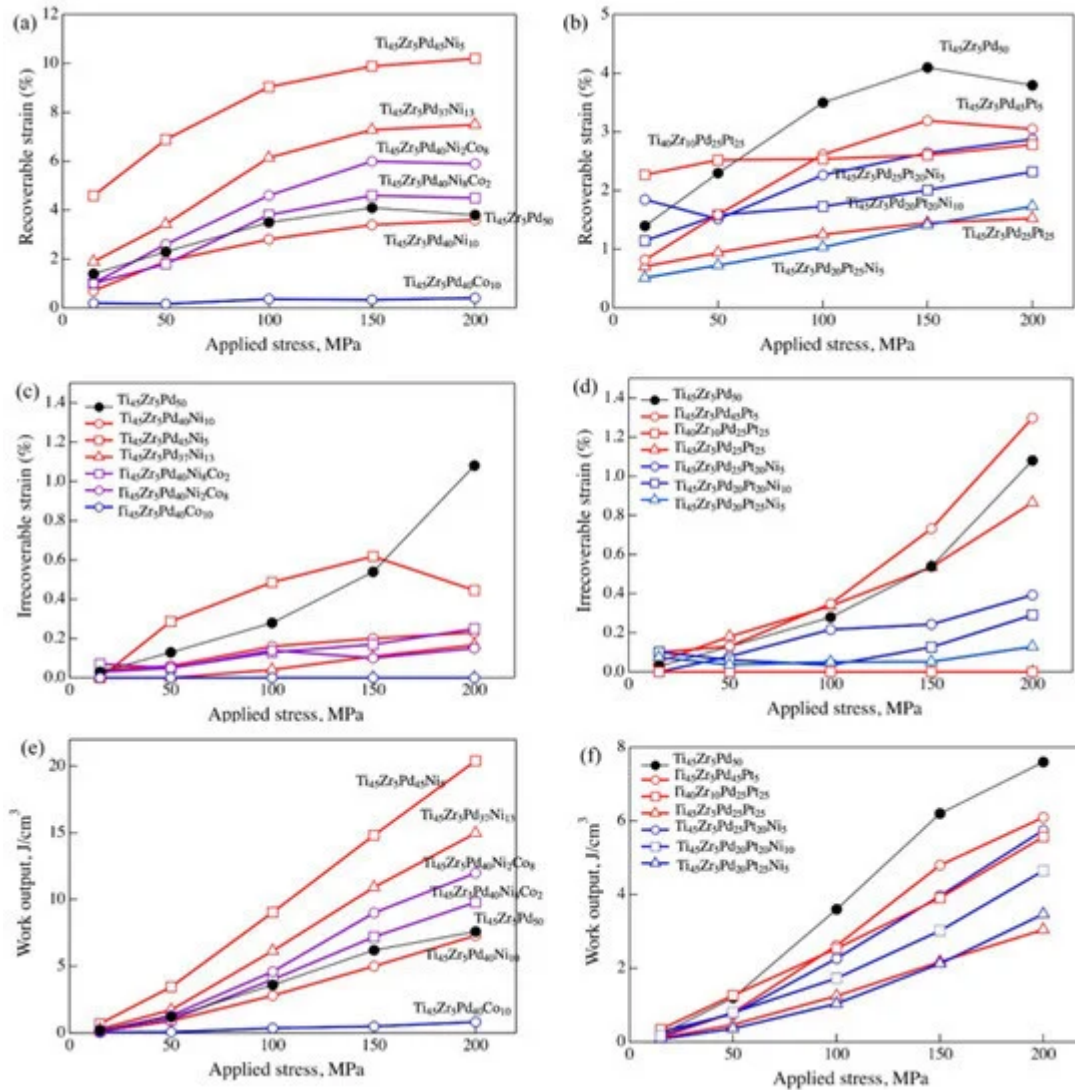 (a)
12
10
8
6
4
2
0
Recoverable strain (%)
Ti₄₅Zr₅Pd₄₅Ni₅
Ti₄₅Zr₅Pd₃₇Ni₁₃
Ti₄₅Zr₅Pd₄₀Ni₂Co₈
Ti₄₅Zr₅Pd₄₀Ni₈Co₂
Ti₄₅Zr₅Pd₅₀
Ti₄₅Zr₅Pd₄₀Ni₁₀
Ti₄₅Zr₅Pd₄₀Co₁₀
0 50 100 150 200
Applied stress, MPa
(b)
5
4
3
2
1
0
Recoverable strain (%)
Ti₄₅Zr₅Pd₅₀
Ti₄₅Zr₅Pd₄₅Pt₅
Ti₄₀Zr₁₀Pd₂₅Pt₂₅
Ti₄₅Zr₅Pd₂₅Pt₂₀Ni₅
Ti₄₅Zr₅Pd₂₀Pt₂₀Ni₁₀
Ti₄₅Zr₅Pd₂₅Pt₂₅
Ti₄₅Zr₅Pd₂₀Pt₂₅Ni₅
0 50 100 150 200
Applied stress, MPa
(c)
1.4
1.2
1.0
0.8
0.6
0.4
0.2
0.0
Irrecoverable strain (%)
Ti₄₅Zr₅Pd₅₀
Ti₄₅Zr₅Pd₄₀Ni₁₀
Ti₄₅Zr₅Pd₄₅Ni₅
Ti₄₅Zr₅Pd₃₇Ni₁₃
Ti₄₅Zr₅Pd₄₀Ni₈Co₂
Ti₄₅Zr₅Pd₄₀Ni₂Co₈
Ti₄₅Zr₅Pd₄₀Co₁₀
0 50 100 150 200
Applied stress, MPa
(d)
1.4
1.2
1.0
0.8
0.6
0.4
0.2
0.0
Irrecoverable strain (%)
Ti₄₅Zr₅Pd₅₀
Ti₄₅Zr₅Pd₄₅Pt₅
Ti₄₀Zr₁₀Pd₂₅Pt₂₅
Ti₄₅Zr₅Pd₂₅Pt₂₅
Ti₄₅Zr₅Pd₂₅Pt₂₀Ni₅
Ti₄₅Zr₅Pd₂₀Pt₂₀Ni₁₀
Ti₄₅Zr₅Pd₂₀Pt₂₅Ni₅
0 50 100 150 200
Applied stress, MPa
(e)
20
15
10
5
0
Work output, J/cm³
Ti₄₅Zr₅Pd₄₅Ni₅
Ti₄₅Zr₅Pd₃₇Ni₁₃
Ti₄₅Zr₅Pd₄₀Ni₂Co₈
Ti₄₅Zr₅Pd₄₀Ni₈Co₂
Ti₄₅Zr₅Pd₅₀
Ti₄₅Zr₅Pd₄₀Ni₁₀
Ti₄₅Zr₅Pd₄₀Co₁₀
0 50 100 150 200
Applied stress, MPa
(f)
8
6
4
2
0
Work output, J/cm³
Ti₄₅Zr₅Pd₅₀
Ti₄₅Zr₅Pd₄₅Pt₅
Ti₄₀Zr₁₀Pd₂₅Pt₂₅
Ti₄₅Zr₅Pd₂₅Pt₂₅
Ti₄₅Zr₅Pd₂₅Pt₂₀Ni₅
Ti₄₅Zr₅Pd₂₀Pt₂₀Ni₁₀
Ti₄₅Zr₅Pd₂₀Pt₂₅Ni₅
0 50 100 150 200
Applied stress, MPa